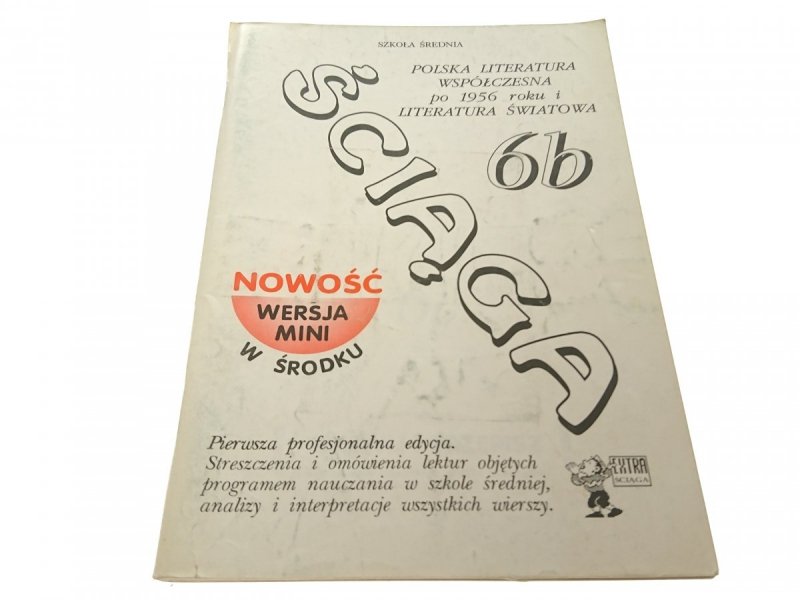 SZKOŁA ŚREDNIA
POLSKA LITERATURA
WSPÓŁCZESNA
po 1956 roku i
LITERATURA ŚWIATOWA
6b
ŚCIĄGA
NOWOŚĆ
WERSJA
MINI
W ŚRODKU
Pierwsza profesjonalna edycja.
Streszczenia i omówienia lektur objętych
programem nauczania w szkole średniej,
analizy i interpretacje wszystkich wierszy.
EXTRA
ŚCIĄGA